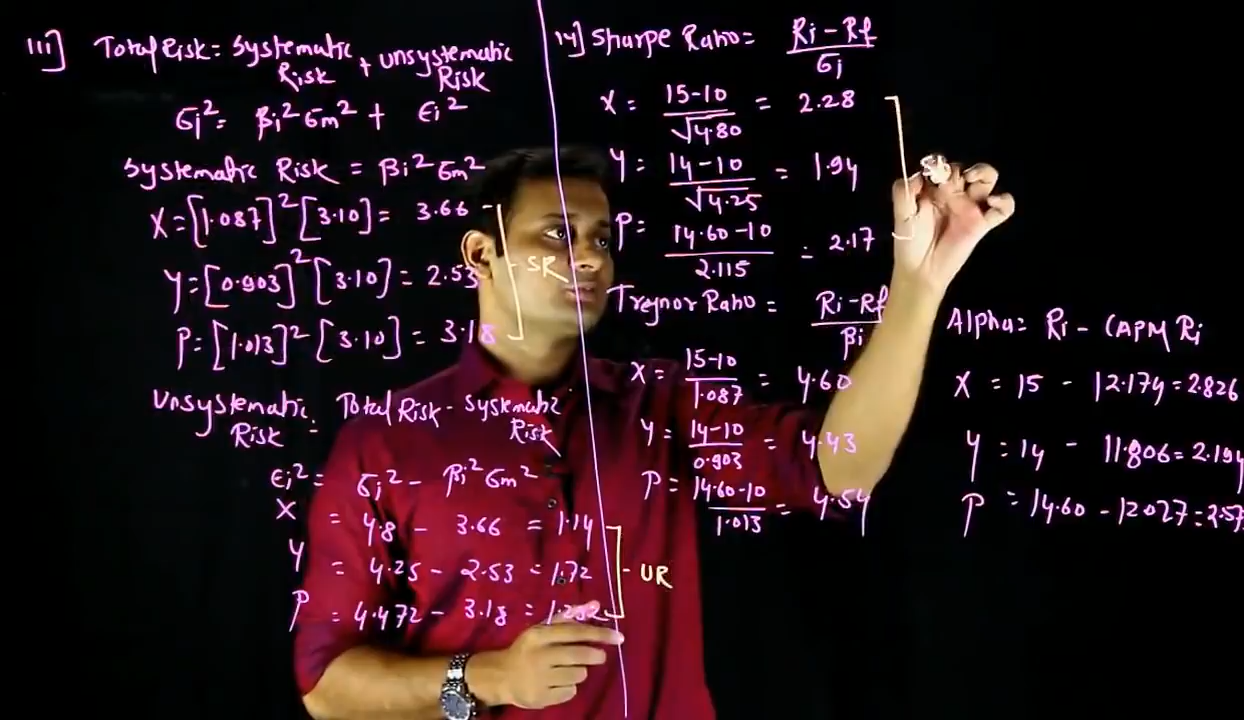 111] Total Risk = Systematic Risk + Unsystematic Risk
σi² = βi² σm² + ϵi²
Systematic Risk = βi² σm²
X = [1.087]² [3.10] = 3.66
Y = [0.903]² [3.10] = 2.53
P = [1.013]² [3.10] = 3.18
- SR
Unsystematic Risk = Total Risk - Systematic Risk
ϵi² = σi² - βi² σm²
X = 4.8 - 3.66 = 1.14
Y = 4.25 - 2.53 = 1.72
P = 4.472 - 3.18 =
- UR
14] Sharpe Ratio = Ri - Rf / σi
X = 15-10 / √4.80 = 2.28
Y = 14-10 / √4.25 = 1.94
P = 14.60-10 / 2.115 = 2.17
Treynor Ratio = Ri - Rf / βi
X = 15-10 / 1.087 = 4.60
Y = 14-10 / 0.903 = 4.43
P = 14.60-10 / 1.013 = 4.54
Alpha = Ri - CAPM Ri
X = 15 - 12.174 = 2.826
Y = 14 - 11.806 = 2.194
P = 14.60 - 12.027 = 2.57